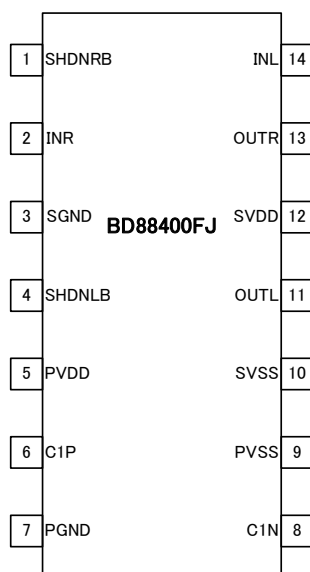 1 SHDNRB INL 14
2 INR OUTR 13
3 SGND BD88400FJ SVDD 12
4 SHDNLB OUTL 11
5 PVDD SVSS 10
6 C1P PVSS 9
7 PGND C1N 8